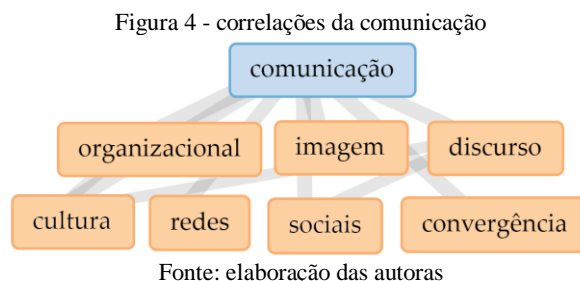 Figura 4 - correlações da comunicação
comunicação
organizacional imagem discurso
cultura redes sociais convergência
Fonte: elaboração das autoras